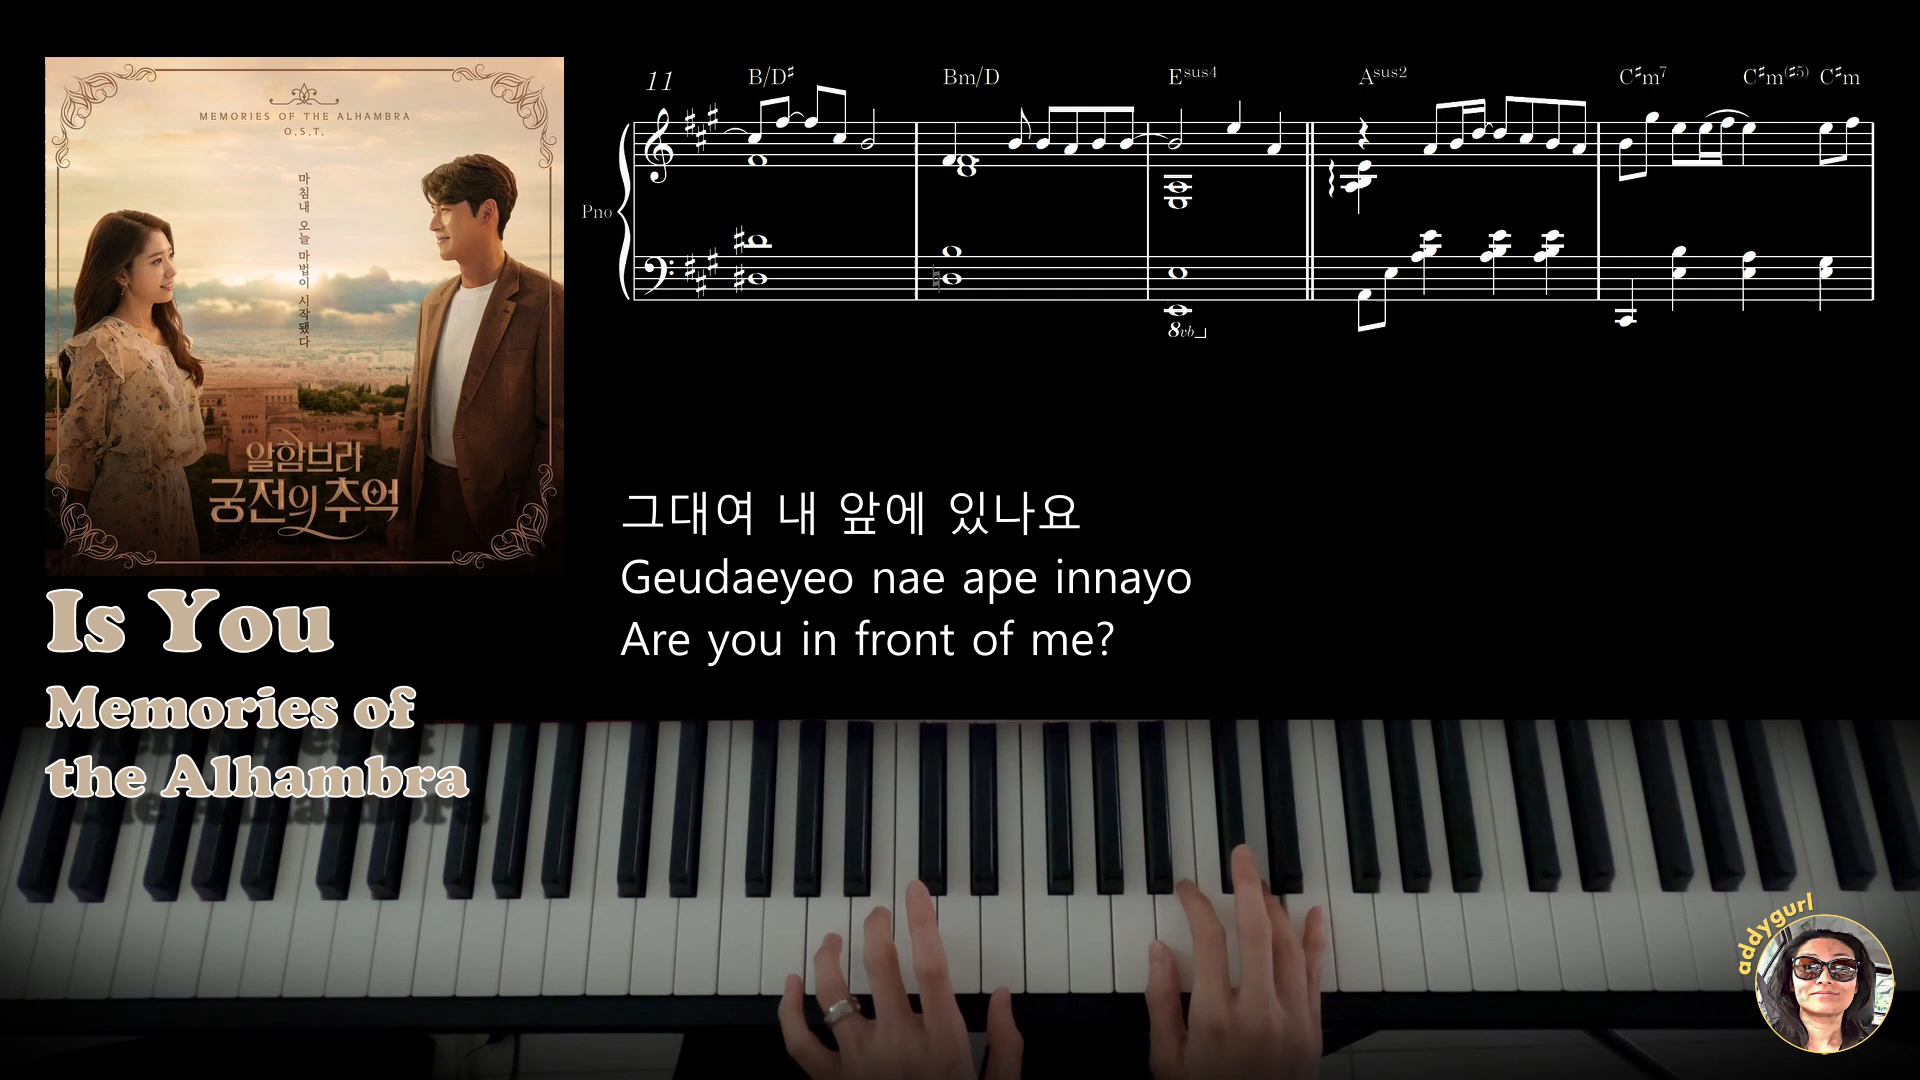 MEMORIES OF THE ALHAMBRA
O.S.T.
마침내 오늘 마법이 시작됐다
알함브라
궁전의 추억
Is You
Memories of
the Alhambra
11
B/D♯ Bm/D Esus4 Asus2 C♯m7 C♯m(♯5) C♯m
Pno
8vb
그대여 내 앞에 있나요
Geudaeyeo nae ape innayo
Are you in front of me?
addygurl